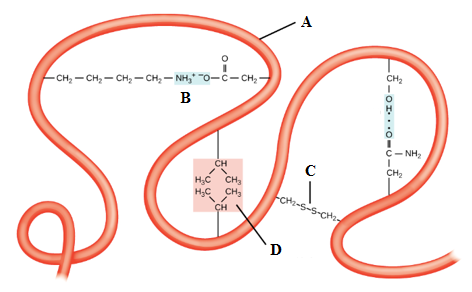 A
O
CH₂ — CH₂ — CH₂ — CH₂ — NH₃⁺ ⁻O — C — CH₂
B
CH₂
O
H
O
C — NH₂
CH₂
CH
H₃C CH₃
H₃C CH₃
CH
C
CH₂ — S — S — CH₂
D